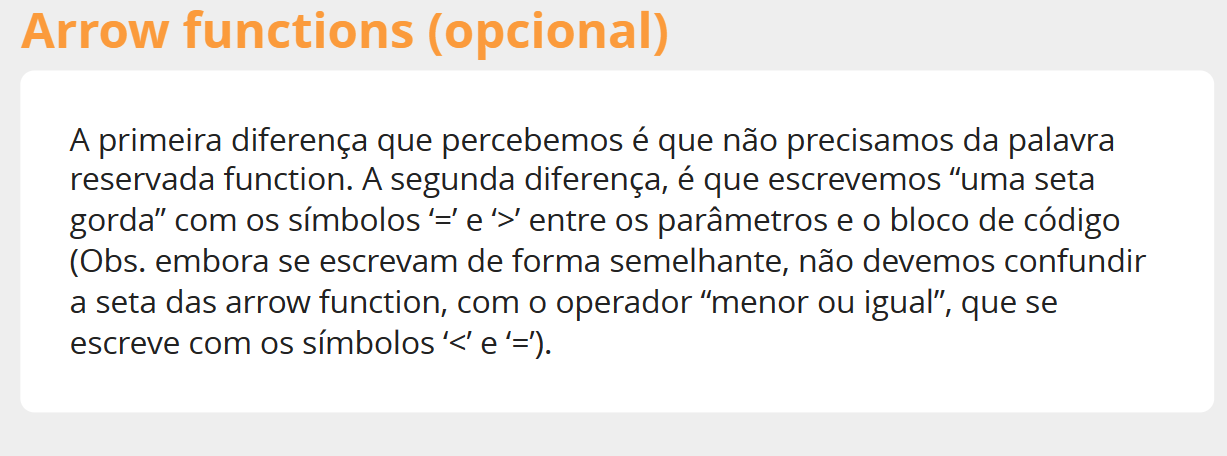 Arrow functions (opcional)
A primeira diferença que percebemos é que não precisamos da palavra
reservada function. A segunda diferença, é que escrevemos “uma seta
gorda” com os símbolos ‘=’ e ‘>’ entre os parâmetros e o bloco de código
(Obs. embora se escrevam de forma semelhante, não devemos confundir
a seta das arrow function, com o operador “menor ou igual”, que se
escreve com os símbolos ‘<’ e ‘=’).